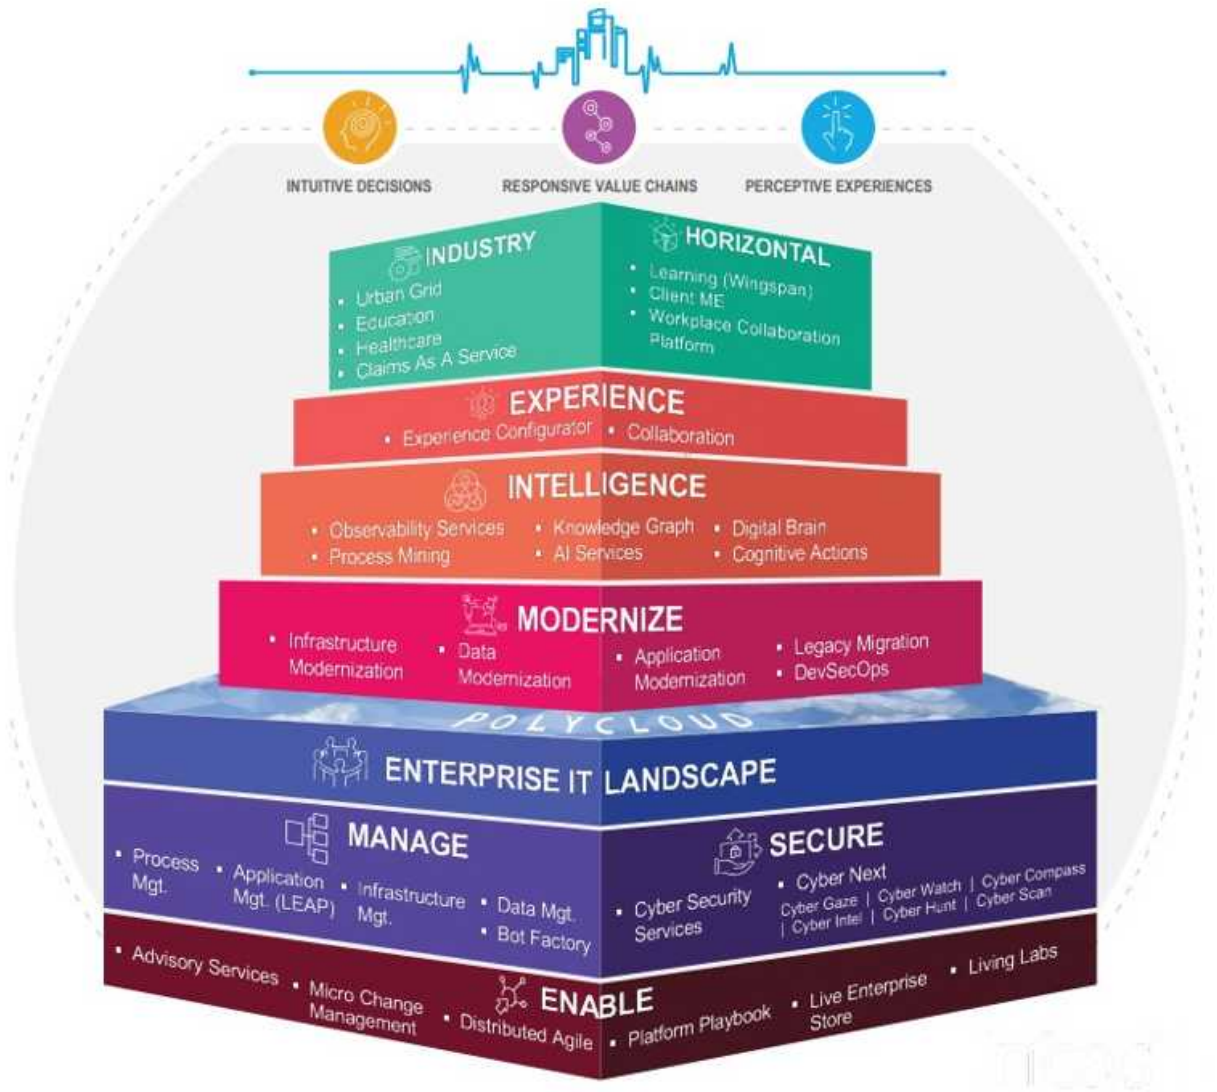 INTUITIVE DECISIONS
RESPONSIVE VALUE CHAINS
PERCEPTIVE EXPERIENCES
INDUSTRY
▪ Urban Grid
▪ Education
▪ Healthcare
▪ Claims As A Service
HORIZONTAL
▪ Learning (Wingspan)
▪ Client ME
▪ Workplace Collaboration
Platform
EXPERIENCE
▪ Experience Configurator ▪ Collaboration
INTELLIGENCE
▪ Observability Services ▪ Knowledge Graph ▪ Digital Brain
▪ Process Mining ▪ AI Services ▪ Cognitive Actions
MODERNIZE
▪ Infrastructure
Modernization
▪ Data
Modernization
▪ Application
Modernization
▪ Legacy Migration
▪ DevSecOps
POLYCLOUD
ENTERPRISE IT LANDSCAPE
MANAGE
▪ Process
Mgt.
▪ Application
Mgt. (LEAP)
▪ Infrastructure
Mgt.
▪ Data Mgt.
▪ Bot Factory
SECURE
▪ Cyber Security
Services
▪ Cyber Next
Cyber Gaze | Cyber Watch | Cyber Compass
| Cyber Intel | Cyber Hunt | Cyber Scan
ENABLE
▪ Advisory Services
▪ Micro Change
Management
▪ Distributed Agile
▪ Platform Playbook
▪ Live Enterprise
Store
▪ Living Labs